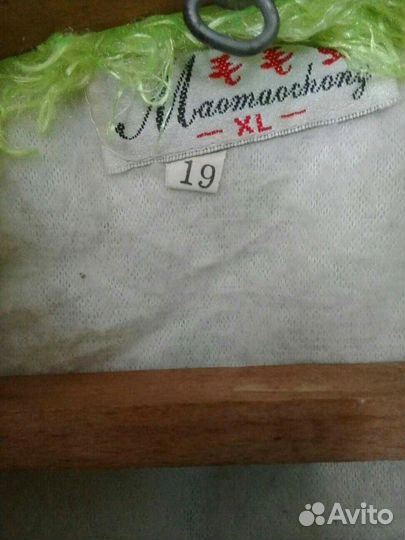 毛毛
Maomaochong
— XL —
19
Avito